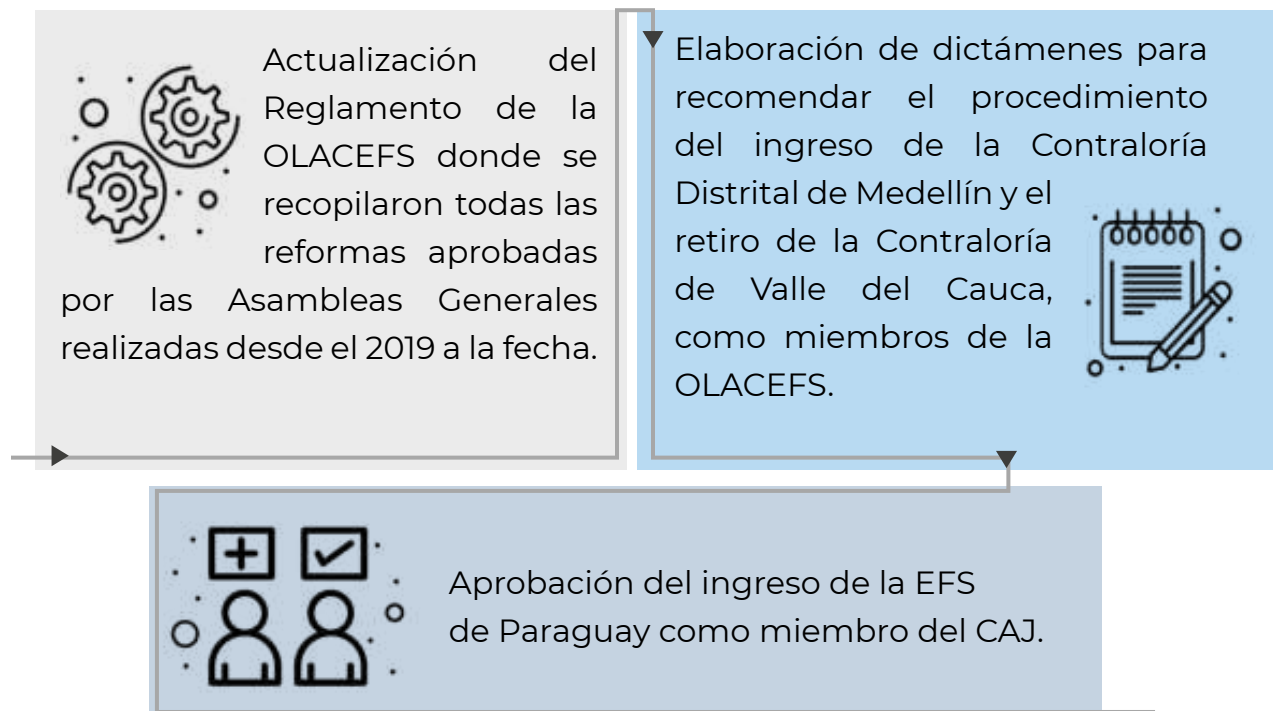 Actualización del
Reglamento de la
OLACEFS donde se
recopilaron todas las
reformas aprobadas
por las Asambleas Generales
realizadas desde el 2019 a la fecha.
Elaboración de dictámenes para
recomendar el procedimiento
del ingreso de la Contraloría
Distrital de Medellín y el
retiro de la Contraloría
de Valle del Cauca,
como miembros de la
OLACEFS.
Aprobación del ingreso de la EFS
de Paraguay como miembro del CAJ.